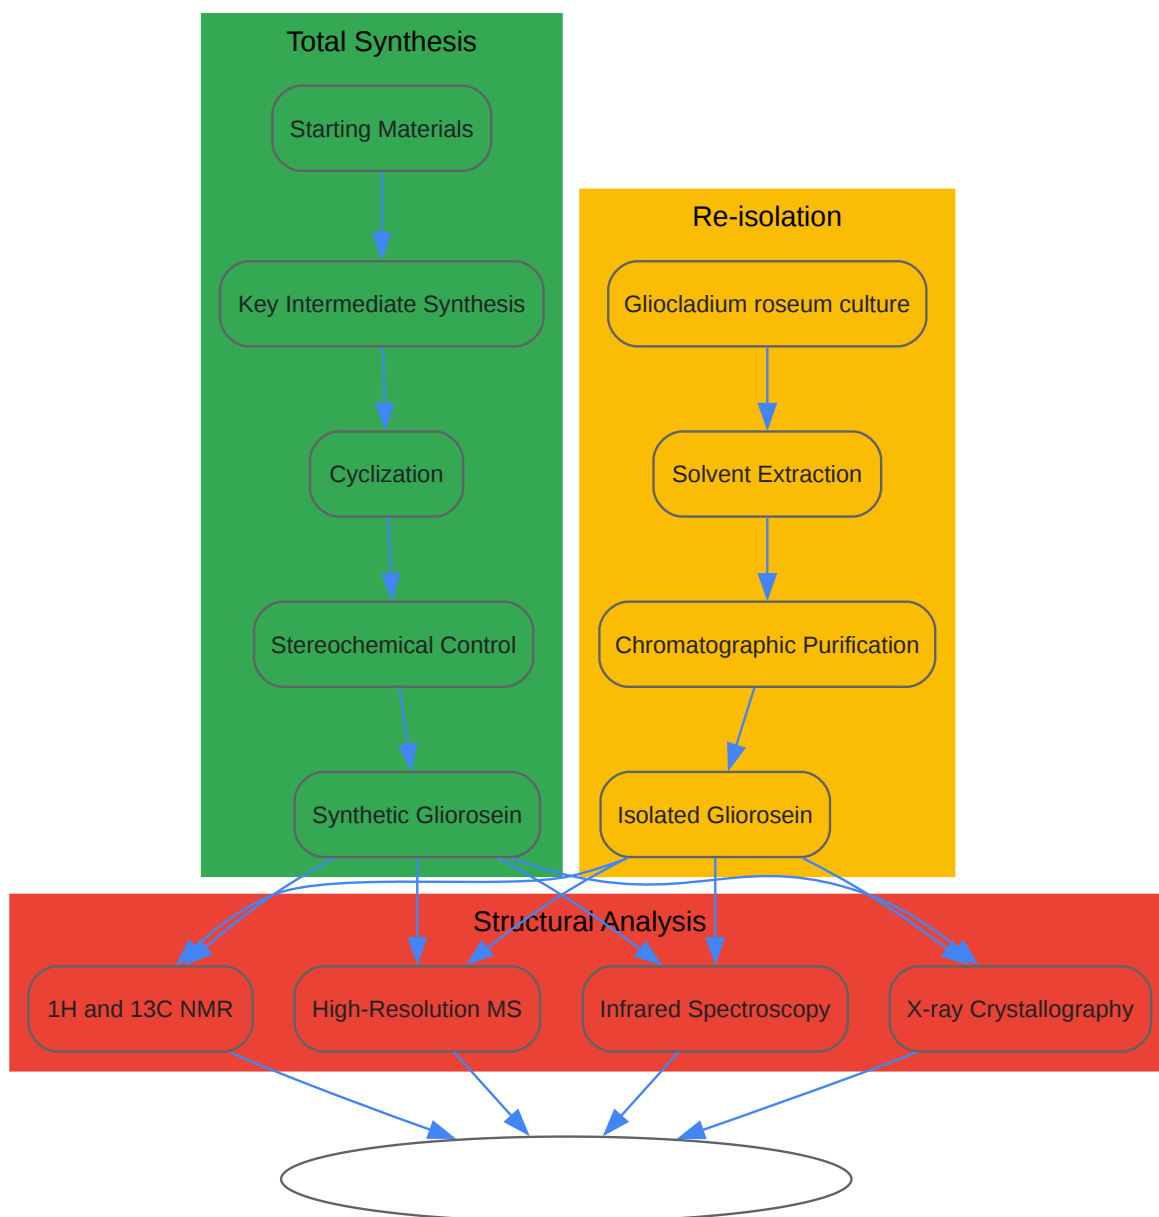 Total Synthesis
Starting Materials
Key Intermediate Synthesis
Cyclization
Stereochemical Control
Synthetic Gliorosein
Re-isolation
Gliocladium roseum culture
Solvent Extraction
Chromatographic Purification
Isolated Gliorosein
Structural Analysis
1H and 13C NMR
High-Resolution MS
Infrared Spectroscopy
X-ray Crystallography